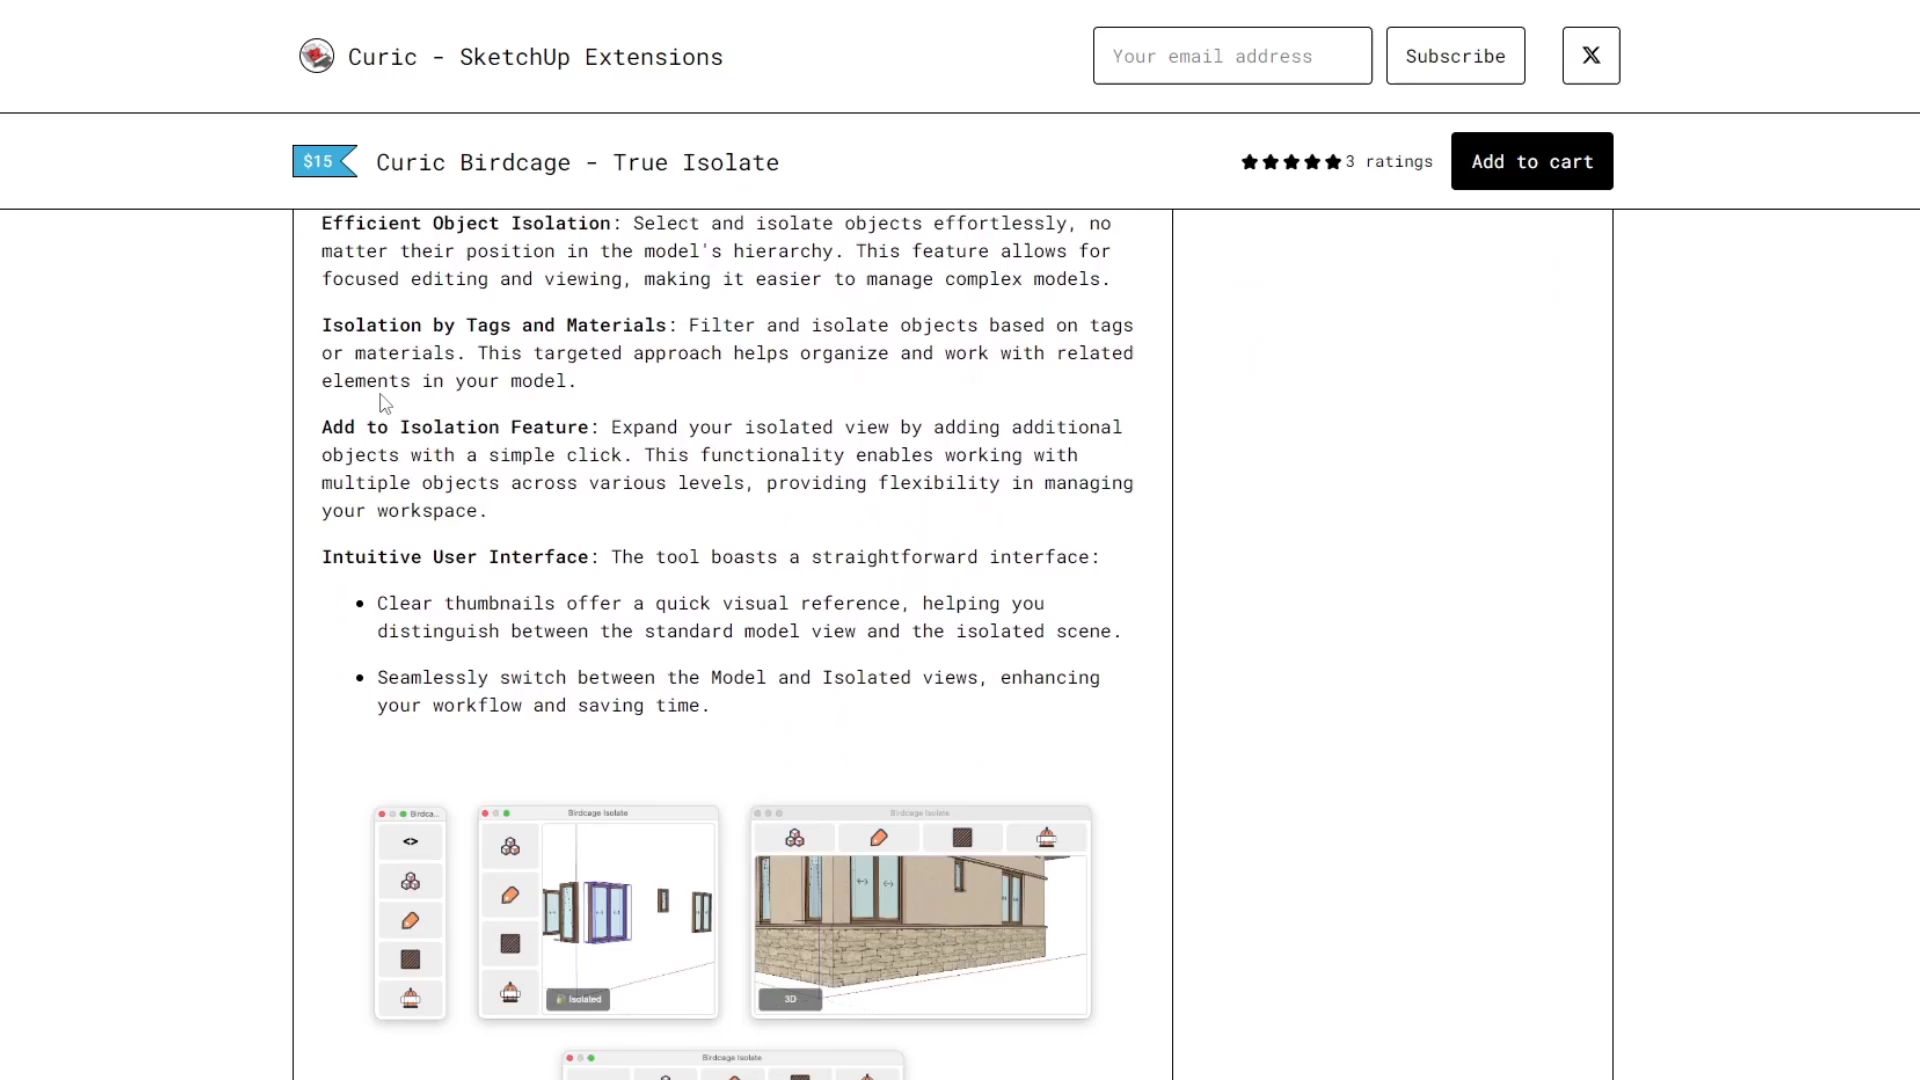 Curic - SketchUp Extensions
Your email address
Subscribe
$15
Curic Birdcage - True Isolate
3 ratings
Add to cart
Efficient Object Isolation: Select and isolate objects effortlessly, no
matter their position in the model's hierarchy. This feature allows for
focused editing and viewing, making it easier to manage complex models.
Isolation by Tags and Materials: Filter and isolate objects based on tags
or materials. This targeted approach helps organize and work with related
elements in your model.
Add to Isolation Feature: Expand your isolated view by adding additional
objects with a simple click. This functionality enables working with
multiple objects across various levels, providing flexibility in managing
your workspace.
Intuitive User Interface: The tool boasts a straightforward interface:
• Clear thumbnails offer a quick visual reference, helping you
distinguish between the standard model view and the isolated scene.
• Seamlessly switch between the Model and Isolated views, enhancing
your workflow and saving time.
Birdca...
Birdcage Isolate
Birdcage Isolate
Isolated
3D
Birdcage Isolate